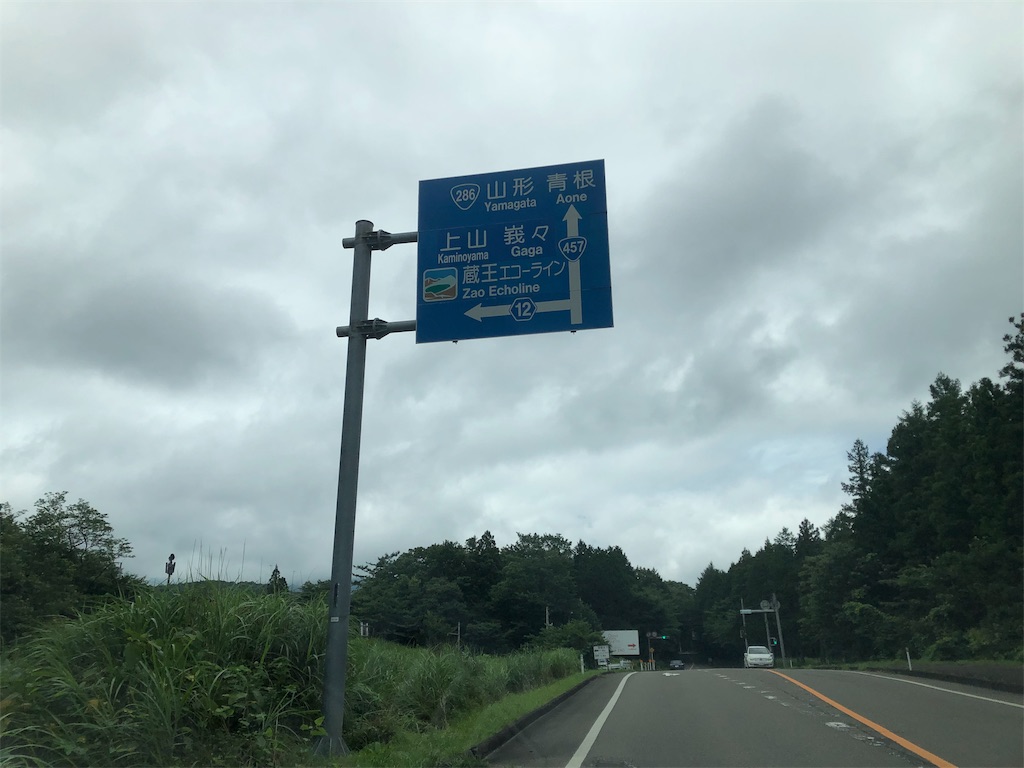 286 山形 青根
Yamagata Aone
457
上山 峩々
Kaminoyama Gaga
蔵王エコーライン
Zao Echoline
12